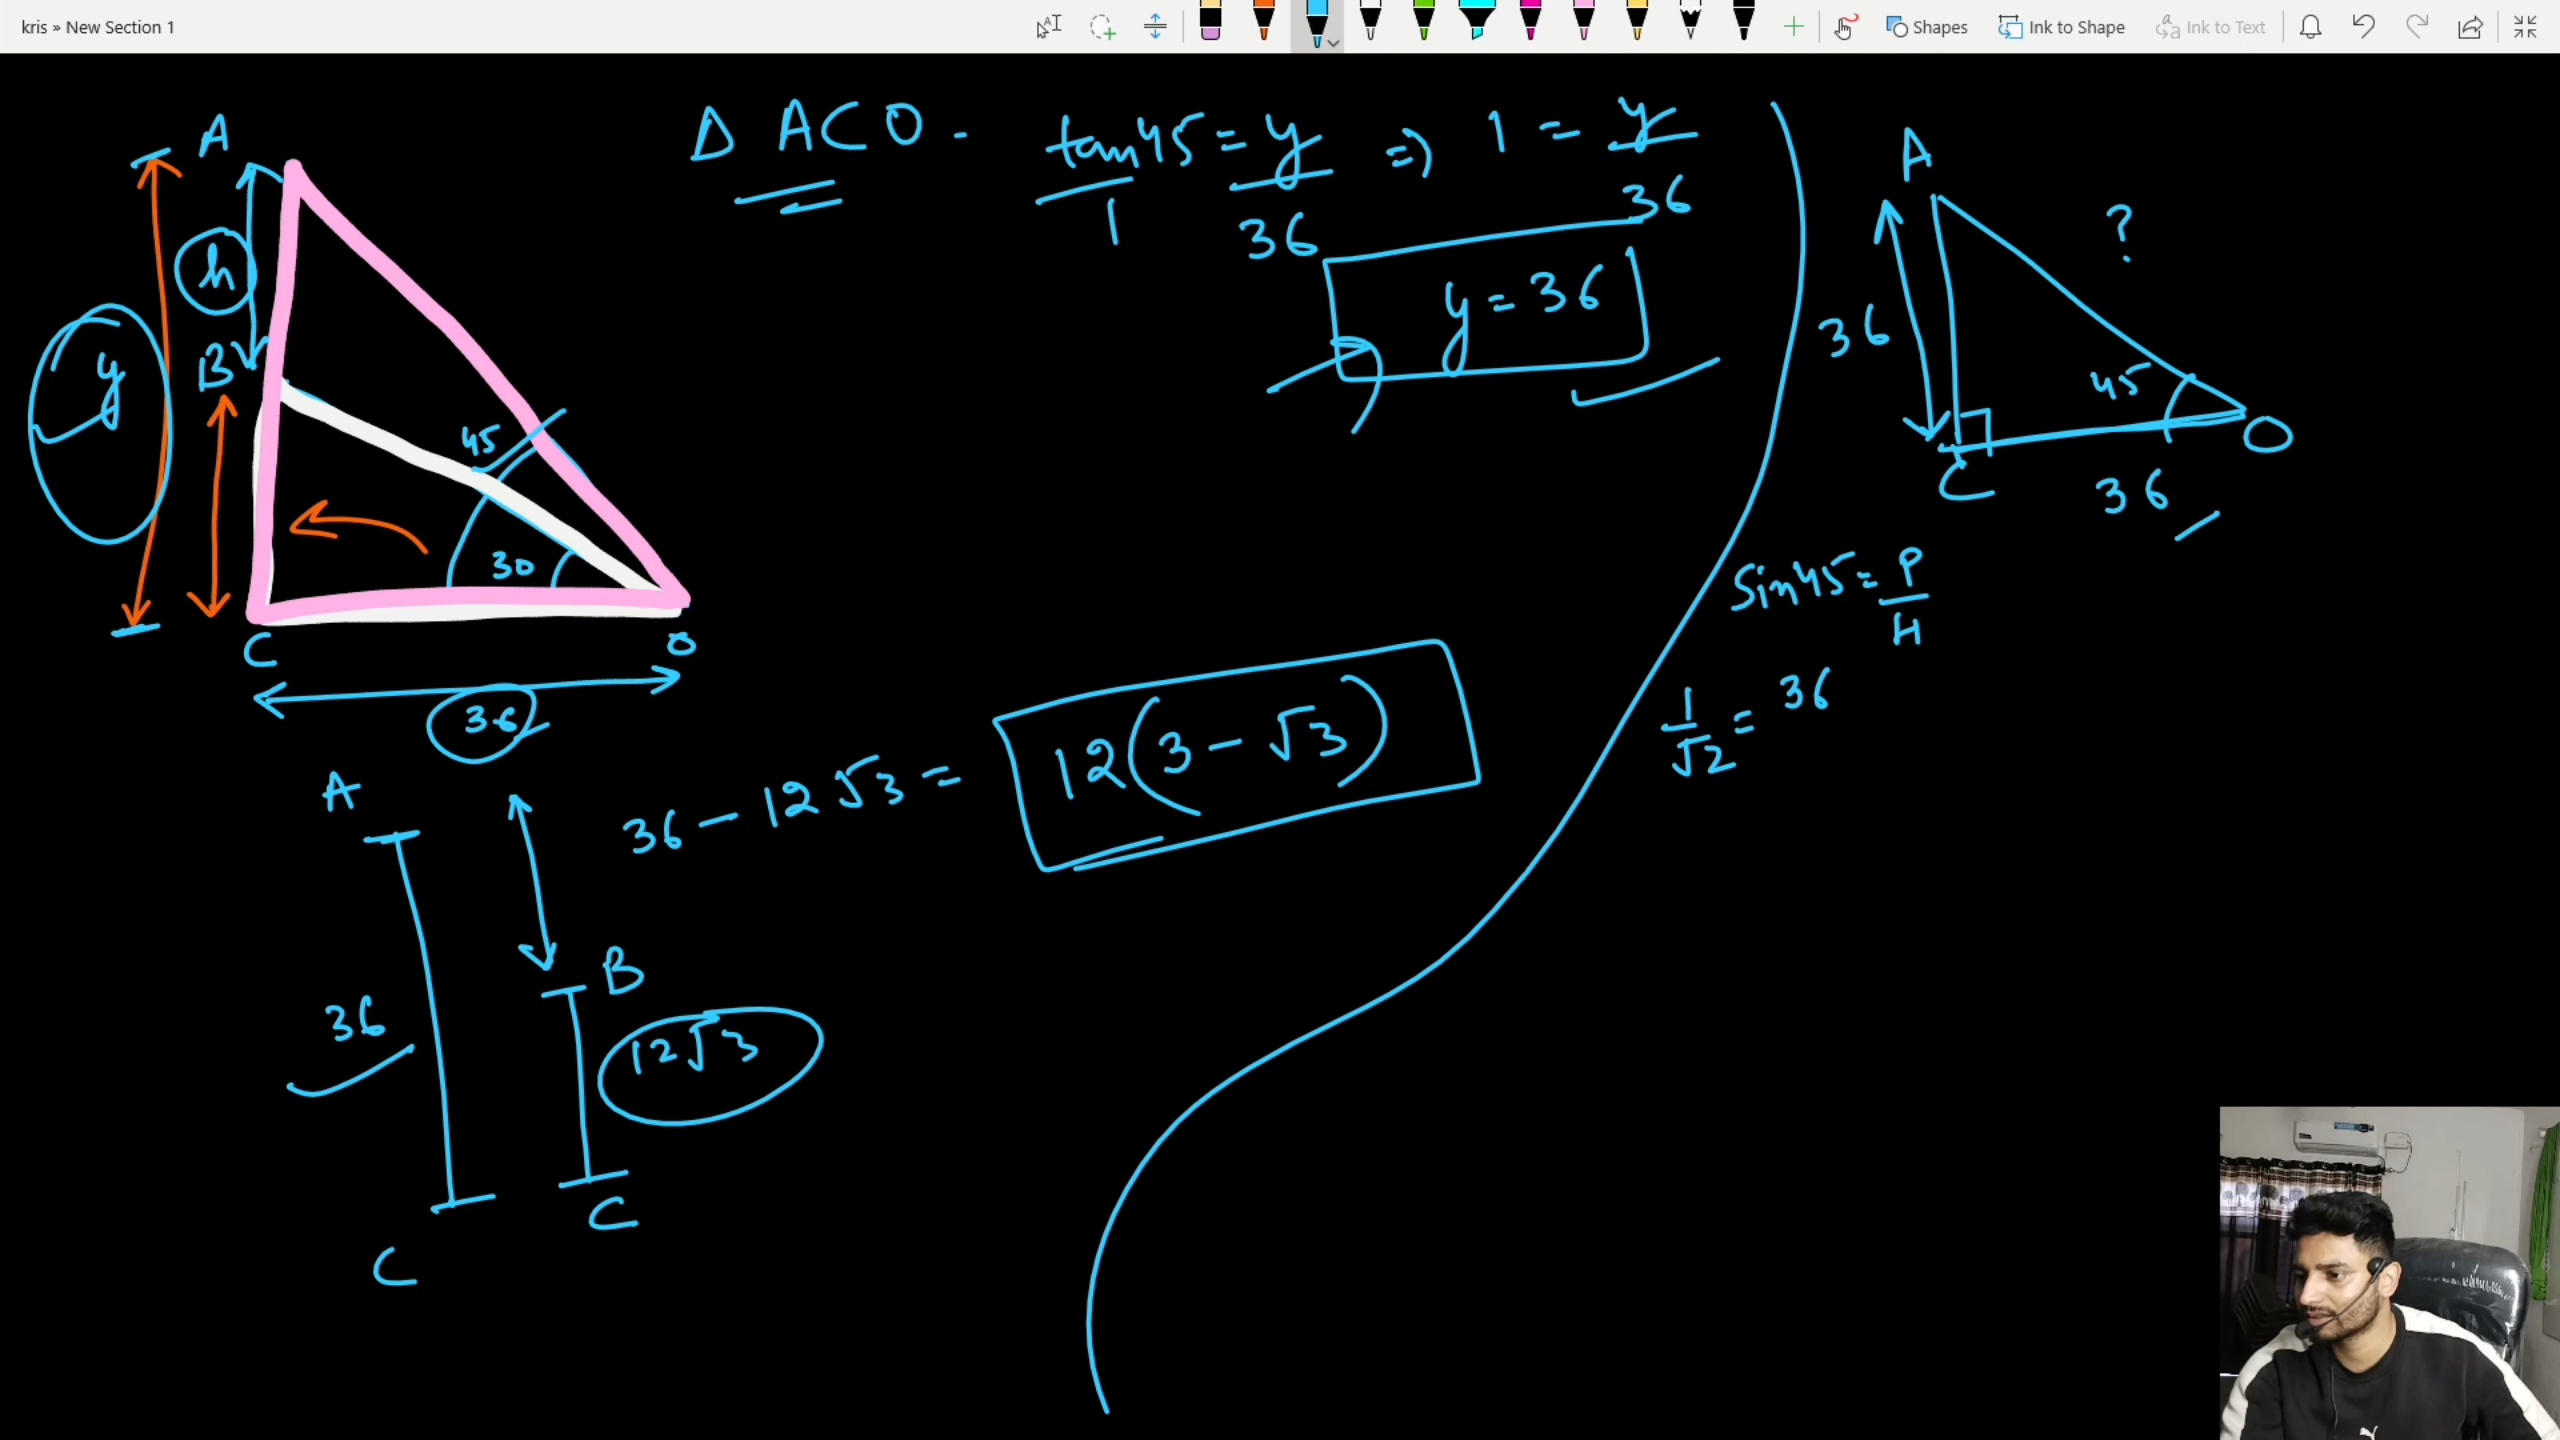 kris » New Section 1
Shapes
Ink to Shape
Ink to Text
A
h
B
y
45
30
C
O
36
Δ ACO -
tan45 = y => 1 = y
1 36 36
y = 36
A
?
36
45
C
O
36
Sin45 = P
H
1 = 36
√2
36 - 12√3 = 12(3 - √3)
A
B
36
12√3
C
C